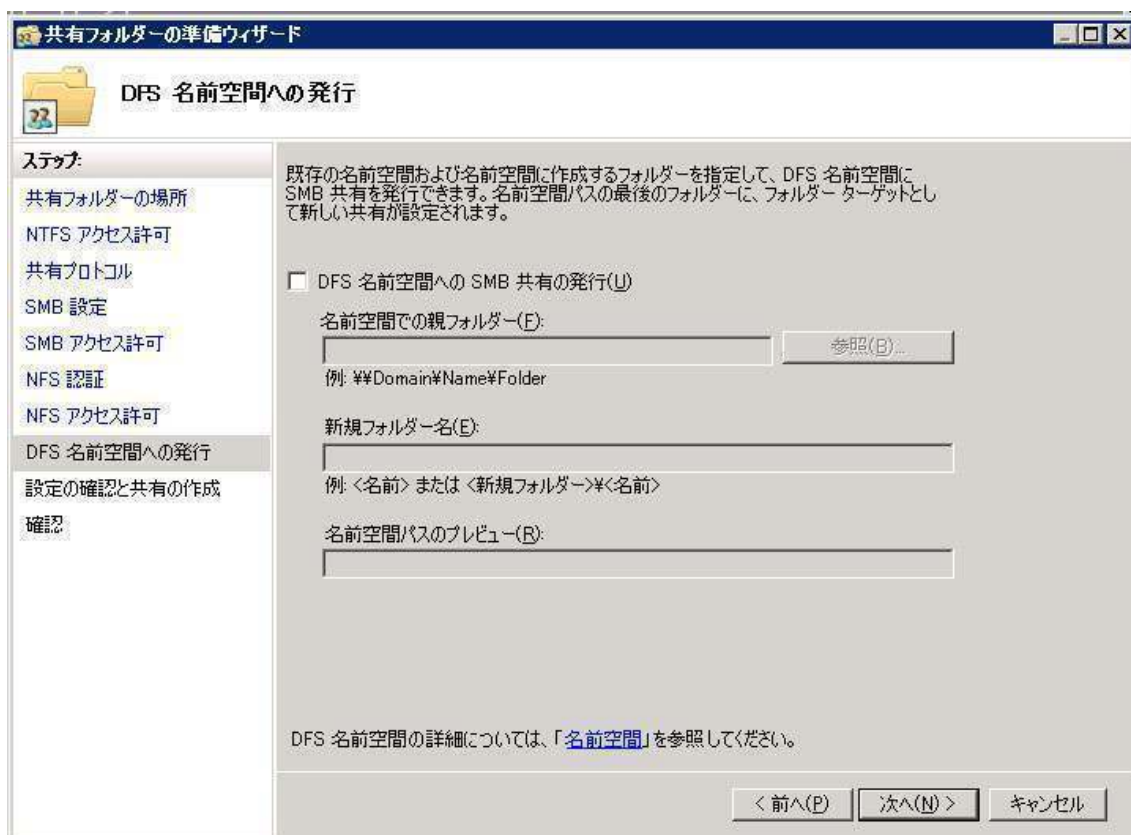 共有フォルダーの準備ウィザード
DFS 名前空間への発行
ステップ:
共有フォルダーの場所
NTFS アクセス許可
共有プロトコル
SMB 設定
SMB アクセス許可
NFS 認証
NFS アクセス許可
DFS 名前空間への発行
設定の確認と共有の作成
確認
既存の名前空間および名前空間に作成するフォルダーを指定して、DFS 名前空間に
SMB 共有を発行できます。名前空間パスの最後のフォルダーに、フォルダー ターゲットとし
て新しい共有が設定されます。
DFS 名前空間への SMB 共有の発行(U)
名前空間での親フォルダー(F):
参照(B)...
例: ¥¥Domain¥Name¥Folder
新規フォルダー名(E):
例: <名前> または <新規フォルダー>¥<名前>
名前空間パスのプレビュー(R):
DFS 名前空間の詳細については、「名前空間」を参照してください。
< 前へ(P)
次へ(N) >
キャンセル